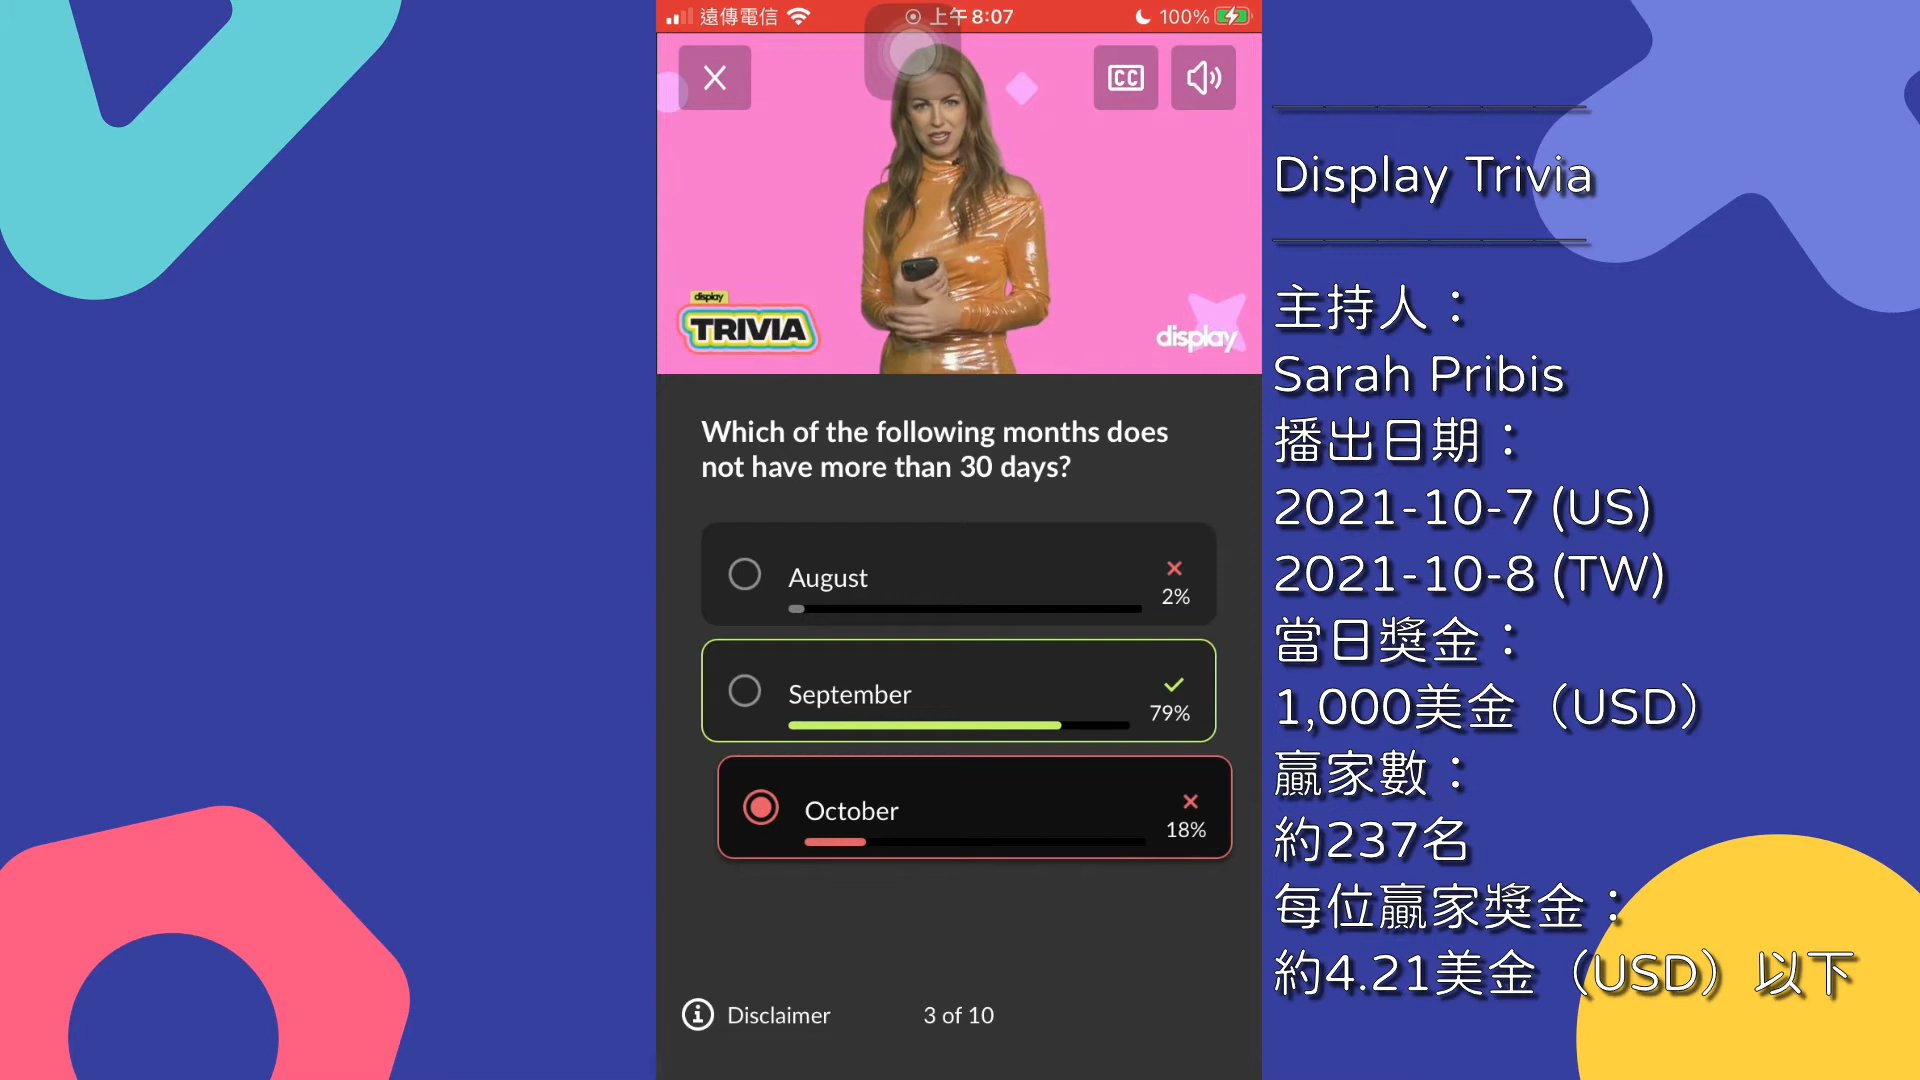 遠傳電信
上午8:07
100%
CC
display
TRIVIA
display
Which of the following months does
not have more than 30 days?
August
2%
September
79%
October
18%
Disclaimer
3 of 10
Display Trivia
主持人：
Sarah Pribis
播出日期：
2021-10-7 (US)
2021-10-8 (TW)
當日獎金：
1,000美金（USD）
贏家數：
約237名
每位贏家獎金：
約4.21美金（USD）以下